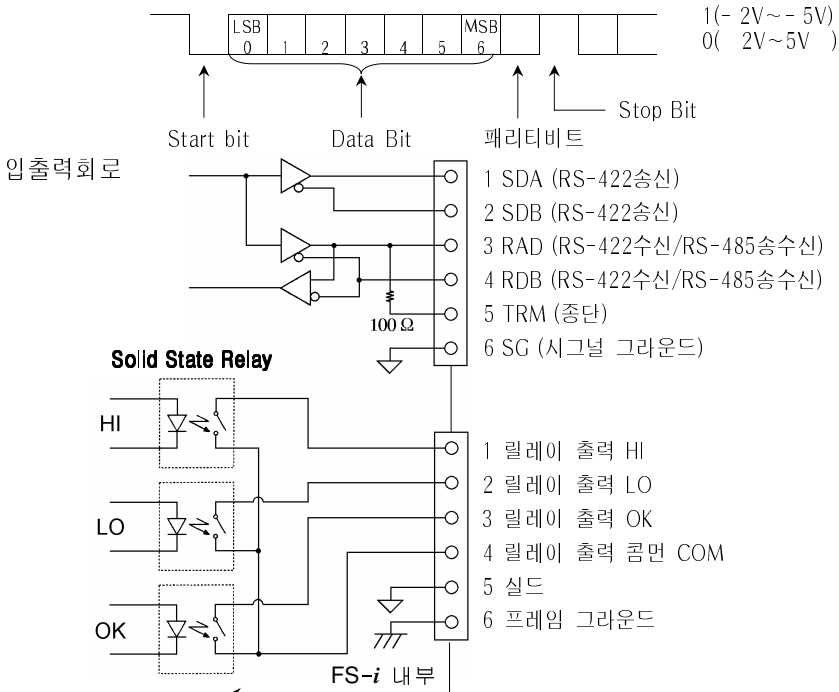 1(- 2V~- 5V)
0( 2V~5V )
LSB MSB
0 1 2 3 4 5 6
Stop Bit
Start bit Data Bit 패리티비트
입출력회로
1 SDA (RS-422송신)
2 SDB (RS-422송신)
3 RAD (RS-422수신/RS-485송수신)
4 RDB (RS-422수신/RS-485송수신)
100 Ω
5 TRM (종단)
6 SG (시그널 그라운드)
Solid State Relay
HI
1 릴레이 출력 HI
2 릴레이 출력 LO
LO
3 릴레이 출력 OK
4 릴레이 출력 콤먼 COM
5 실드
OK
6 프레임 그라운드
FS-i 내부